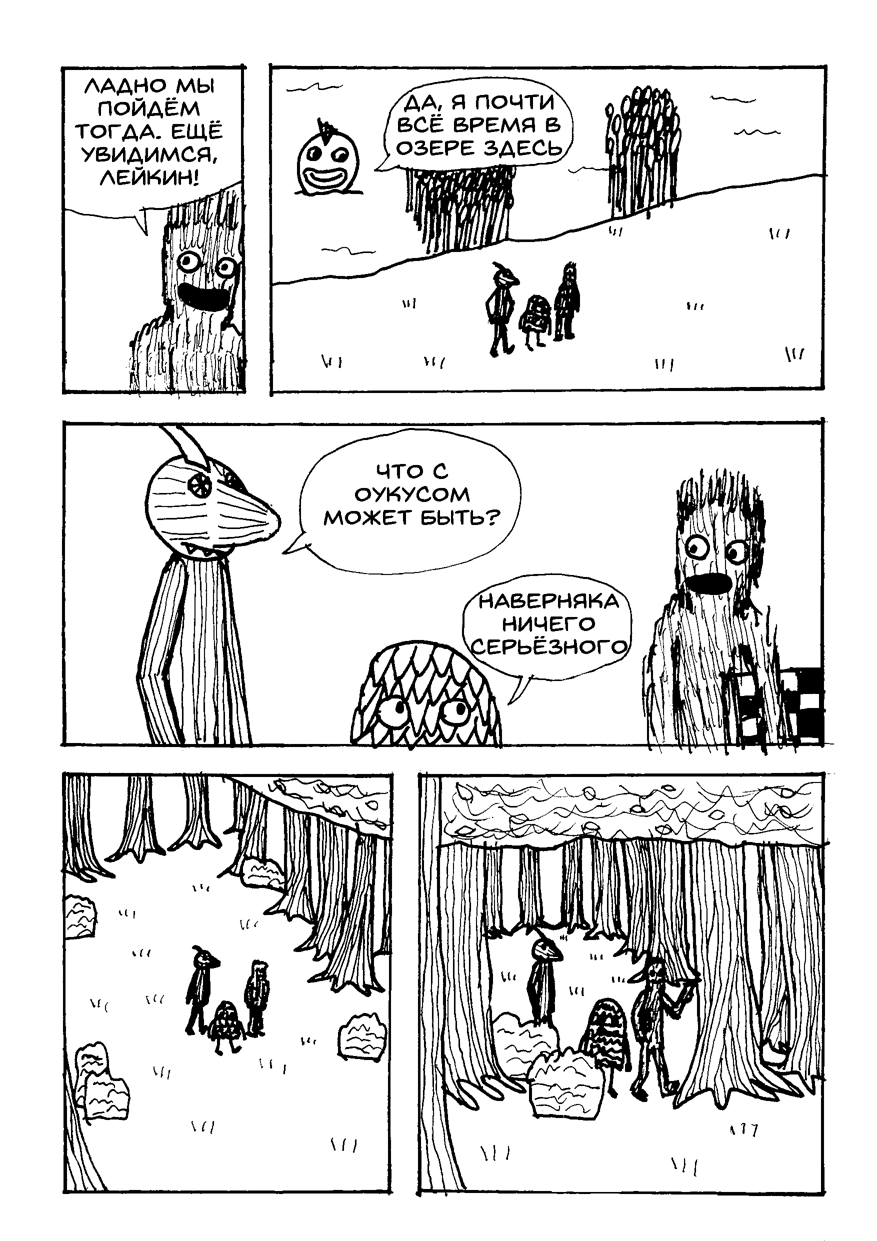 ЛАДНО МЫ
ПОЙДЁМ
ТОГДА. ЕЩЁ
УВИДИМСЯ,
ЛЕЙКИН!
ДА, Я ПОЧТИ
ВСЁ ВРЕМЯ В
ОЗЕРЕ ЗДЕСЬ
ЧТО С
ОУКУСОМ
МОЖЕТ БЫТЬ?
НАВЕРНЯКА
НИЧЕГО
СЕРЬЁЗНОГО